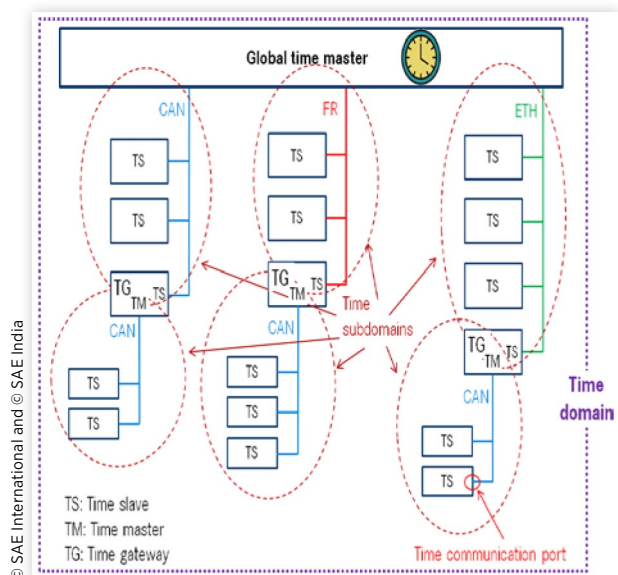 Global time master
CAN
FR
ETH
TS
TS
TS
TS
TS
TS
TS
TG
TM
TS
TG
TM
TS
TG
TM
TS
Time
subdomains
CAN
CAN
CAN
TS
TS
TS
TS
TS
TS
TS
Time
domain
TS: Time slave
TM: Time master
TG: Time gateway
Time communication port
© SAE International and © SAE India